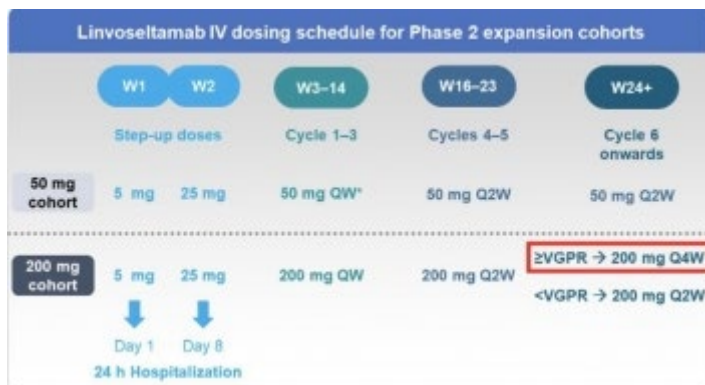 Linvoseltamab IV dosing schedule for Phase 2 expansion cohorts
W1 W2 W3–14 W16–23 W24+
Step-up doses Cycle 1–3 Cycles 4–5 Cycle 6 onwards
50 mg cohort 5 mg 25 mg 50 mg QW* 50 mg Q2W 50 mg Q2W
≥VGPR → 200 mg Q4W
200 mg cohort 5 mg 25 mg 200 mg QW 200 mg Q2W
<VGPR → 200 mg Q2W
Day 1 Day 8
24 h Hospitalization